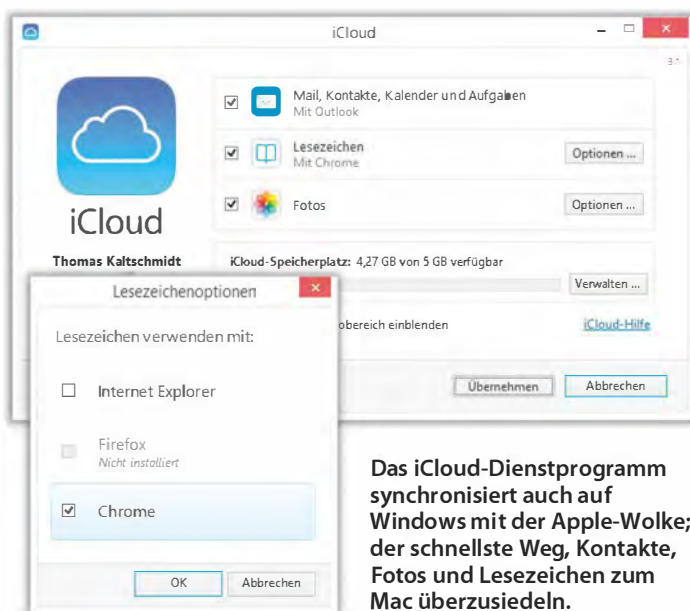 iCloud
Mail, Kontakte, Kalender und Aufgaben
Mit Outlook
Lesezeichen
Mit Chrome
Optionen ...
Fotos
Optionen ...
iCloud
Thomas Kaltschmidt
iCloud-Speicherplatz: 4,27 GB von 5 GB verfügbar
Verwalten ...
obereich einblenden
iCloud-Hilfe
Übernehmen
Abbrechen
Lesezeichenoptionen
Lesezeichen verwenden mit:
Internet Explorer
Firefox
Nicht installiert
Chrome
OK
Abbrechen
Das iCloud-Dienstprogramm
synchronisiert auch auf
Windows mit der Apple-Wolke;
der schnellste Weg, Kontakte,
Fotos und Lesezeichen zum
Mac überzusiedeln.